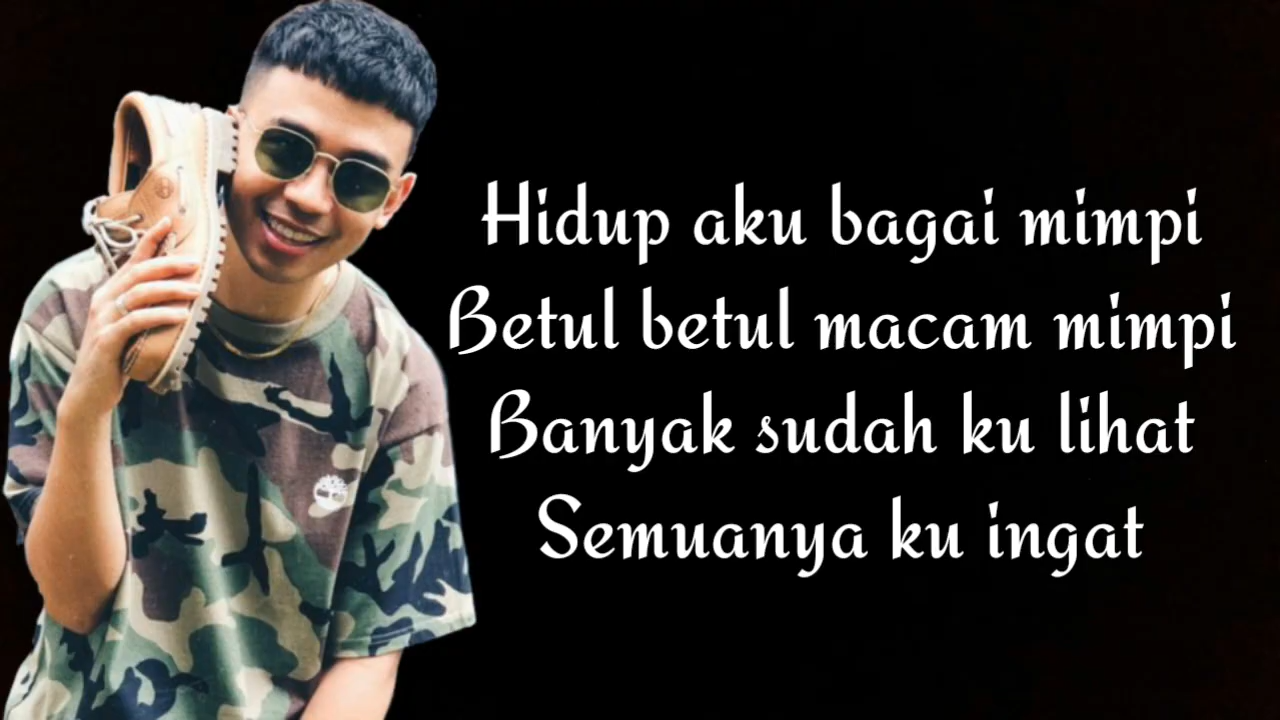 Hidup aku bagai mimpi
Betul betul macam mimpi
Banyak sudah ku lihat
Semuanya ku ingat